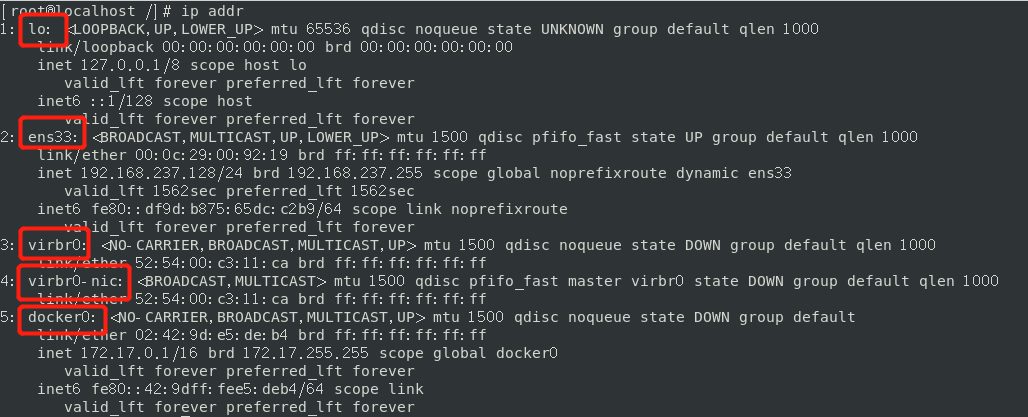 [root@localhost /]# ip addr
1: lo: <LOOPBACK,UP,LOWER_UP> mtu 65536 qdisc noqueue state UNKNOWN group default qlen 1000
link/loopback 00:00:00:00:00:00 brd 00:00:00:00:00:00
inet 127.0.0.1/8 scope host lo
valid_lft forever preferred_lft forever
inet6 ::1/128 scope host
valid_lft forever preferred_lft forever
2: ens33: <BROADCAST,MULTICAST,UP,LOWER_UP> mtu 1500 qdisc pfifo_fast state UP group default qlen 1000
link/ether 00:0c:29:00:92:19 brd ff:ff:ff:ff:ff:ff
inet 192.168.237.128/24 brd 192.168.237.255 scope global noprefixroute dynamic ens33
valid_lft 1562sec preferred_lft 1562sec
inet6 fe80::df9d:b875:65dc:c2b9/64 scope link noprefixroute
valid_lft forever preferred_lft forever
3: virbr0: <NO-CARRIER,BROADCAST,MULTICAST,UP> mtu 1500 qdisc noqueue state DOWN group default qlen 1000
link/ether 52:54:00:c3:11:ca brd ff:ff:ff:ff:ff:ff
4: virbr0-nic: <BROADCAST,MULTICAST> mtu 1500 qdisc pfifo_fast master virbr0 state DOWN group default qlen 1000
link/ether 52:54:00:c3:11:ca brd ff:ff:ff:ff:ff:ff
5: docker0: <NO-CARRIER,BROADCAST,MULTICAST,UP> mtu 1500 qdisc noqueue state DOWN group default
link/ether 02:42:9d:e5:de:b4 brd ff:ff:ff:ff:ff:ff
inet 172.17.0.1/16 brd 172.17.255.255 scope global docker0
valid_lft forever preferred_lft forever
inet6 fe80::42:9dff:fee5:deb4/64 scope link
valid_lft forever preferred_lft forever